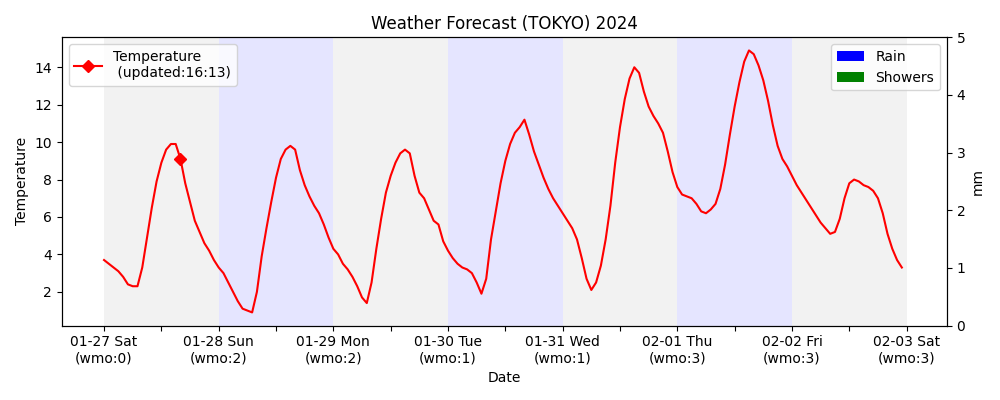 Weather Forecast (TOKYO) 2024
Temperature
(updated:16:13)
Rain
Showers
Temperature
14
12
10
8
6
4
2
5
4
3
2
1
0
mm
01-27 Sat
(wmo:0)
01-28 Sun
(wmo:2)
01-29 Mon
(wmo:2)
01-30 Tue
(wmo:1)
01-31 Wed
(wmo:1)
02-01 Thu
(wmo:3)
02-02 Fri
(wmo:3)
02-03 Sat
(wmo:3)
Date